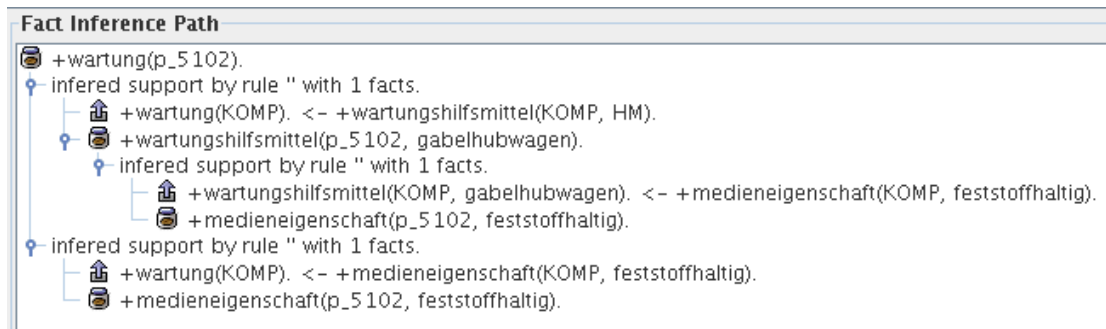 Fact Inference Path
+wartung(p_5102).
infered support by rule '' with 1 facts.
+wartung(KOMP). <- +wartungshilfsmittel(KOMP, HM).
+wartungshilfsmittel(p_5102, gabelhubwagen).
infered support by rule '' with 1 facts.
+wartungshilfsmittel(KOMP, gabelhubwagen). <- +medieneigenschaft(KOMP, feststoffhaltig).
+medieneigenschaft(p_5102, feststoffhaltig).
infered support by rule '' with 1 facts.
+wartung(KOMP). <- +medieneigenschaft(KOMP, feststoffhaltig).
+medieneigenschaft(p_5102, feststoffhaltig).